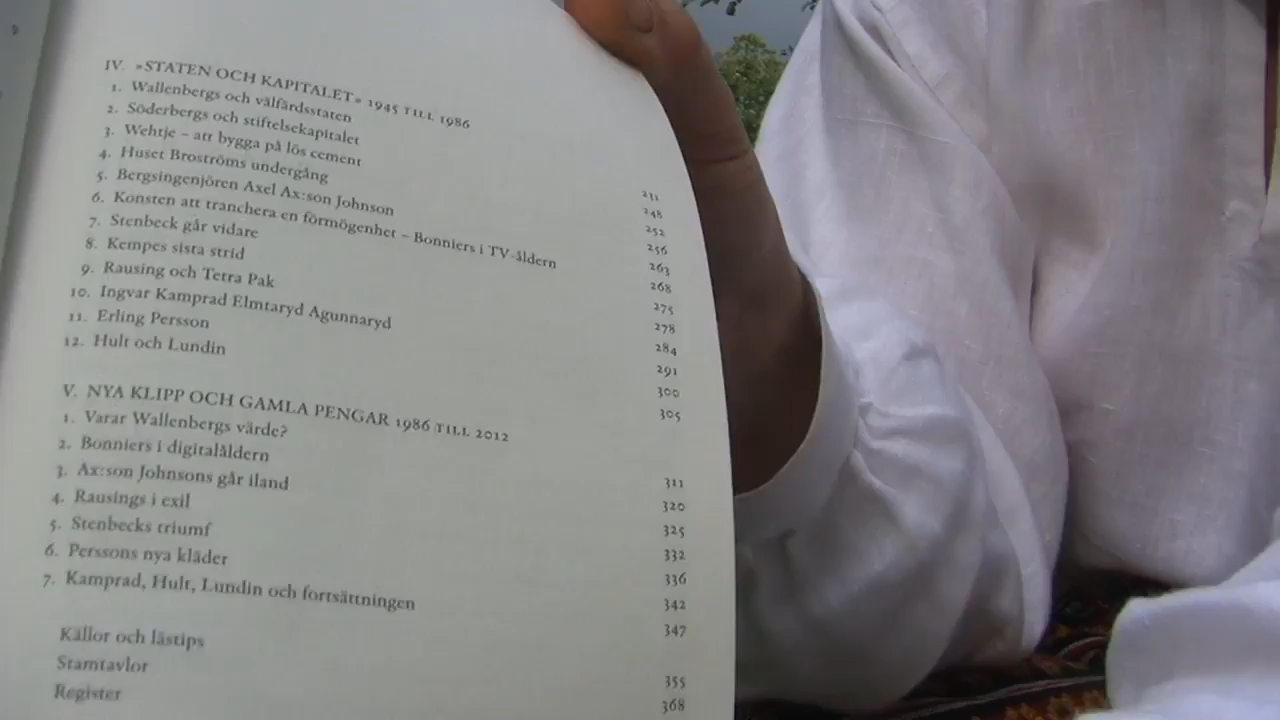 IV. »STATEN OCH KAPITALET» 1945 TILL 1986
1. Wallenbergs och välfärdsstaten 231
2. Söderbergs och stiftelsekapitalet 248
3. Wehtje – att bygga på lös cement 252
4. Huset Broströms undergång 256
5. Bergsingenjören Axel Ax:son Johnson 263
6. Konsten att tranchera en förmögenhet – Bonniers i TV-åldern 268
7. Stenbeck går vidare 275
8. Kempes sista strid 278
9. Rausing och Tetra Pak 284
10. Ingvar Kamprad Elmtaryd Agunnaryd 291
11. Erling Persson 300
12. Hult och Lundin 305
V. NYA KLIPP OCH GAMLA PENGAR 1986 TILL 2012
1. Varar Wallenbergs värde? 311
2. Bonniers i digitalåldern 320
3. Ax:son Johnsons går iland 325
4. Rausings i exil 332
5. Stenbecks triumf 336
6. Perssons nya kläder 342
7. Kamprad, Hult, Lundin och fortsättningen 347
Källor och lästips 355
Stamtavlor 368
Register